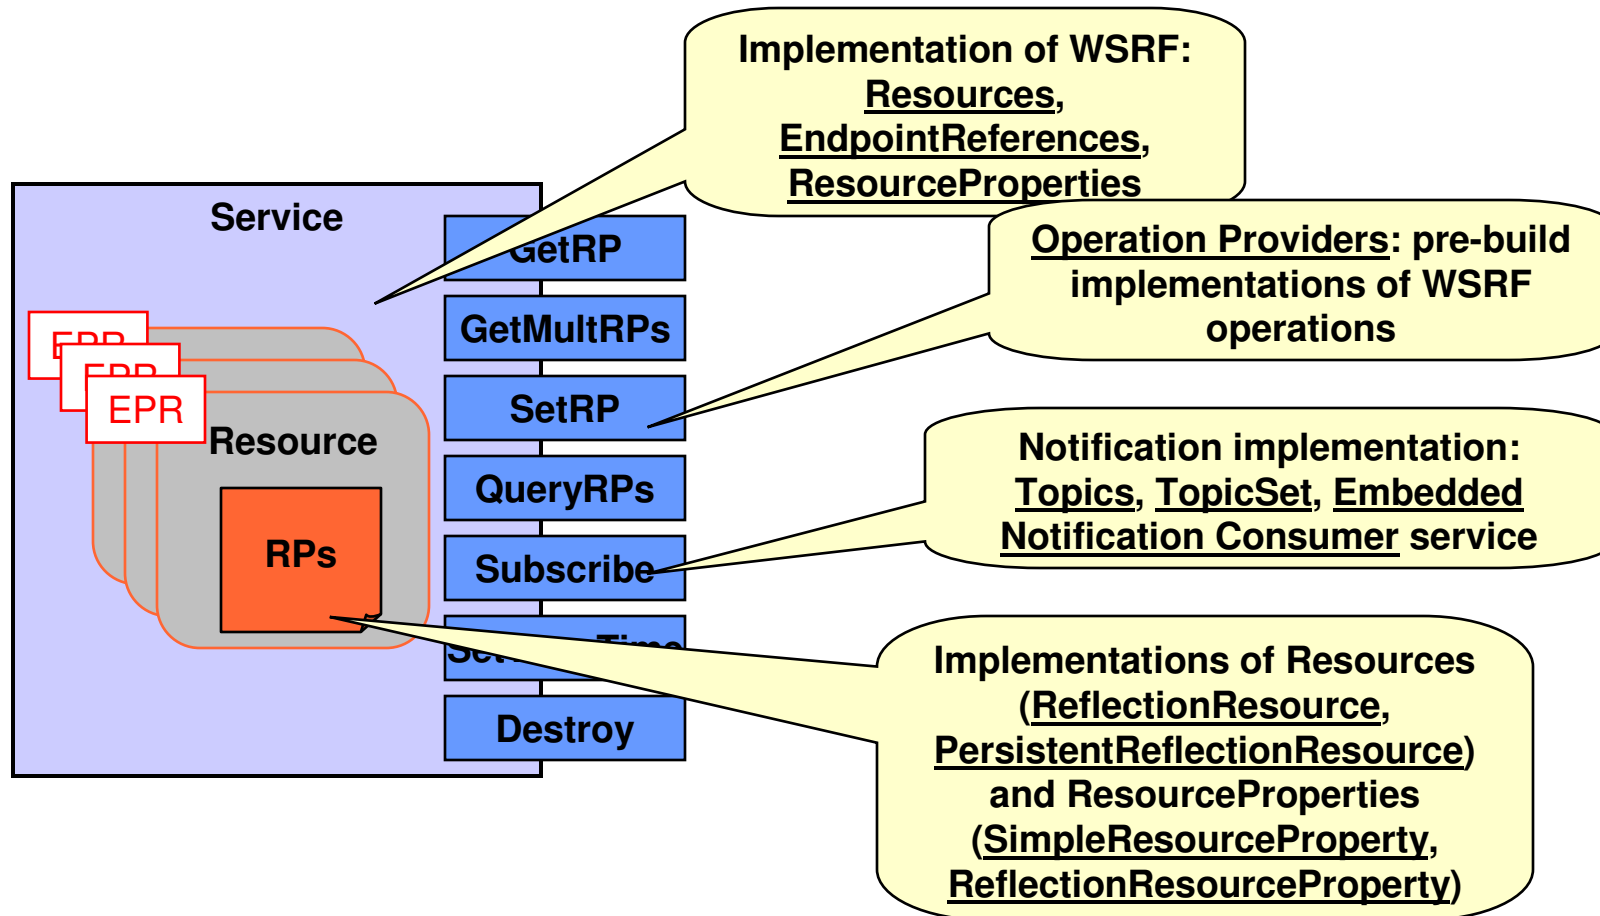 Implementation of WSRF:
Resources,
EndpointReferences,
ResourceProperties
Service
GetRP
Operation Providers: pre-build
implementations of WSRF
operations
GetMultRPs
EPR
EPR
EPR
SetRP
Resource
Notification implementation:
Topics, TopicSet, Embedded
Notification Consumer service
QueryRPs
RPs
Subscribe
Implementations of Resources
(ReflectionResource,
PersistentReflectionResource)
and ResourceProperties
(SimpleResourceProperty,
ReflectionResourceProperty)
Destroy